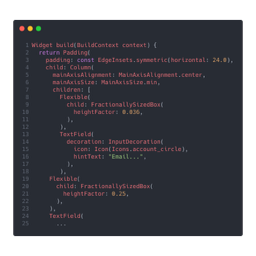 1 Widget build(BuildContext context) {
2 return Padding(
3 padding: const EdgeInsets.symmetric(horizontal: 24.0),
4 child: Column(
5 mainAxisAlignment: MainAxisAlignment.center,
6 mainAxisSize: MainAxisSize.min,
7 children: [
8 Flexible(
9 child: FractionallySizedBox(
10 heightFactor: 0.036,
11 ),
12 ),
13 TextField(
14 decoration: InputDecoration(
15 icon: Icon(Icons.account_circle),
16 hintText: "Email...",
17 ),
18 ),
19 Flexible(
20 child: FractionallySizedBox(
21 heightFactor: 0.25,
22 ),
23 ),
24 TextField(
25 ...